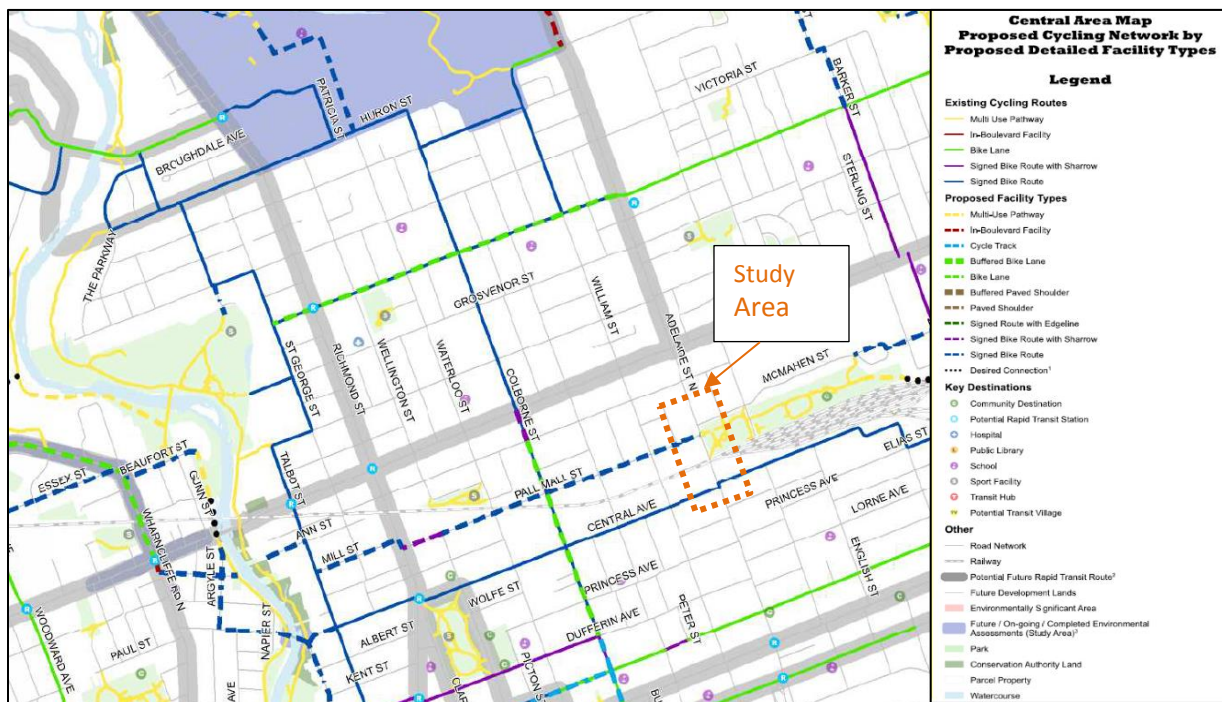 Central Area Map
Proposed Cycling Network by
Proposed Detailed Facility Types
Legend
Existing Cycling Routes
Multi Use Pathway
In-Boulevard Facility
Bike Lane
Signed Bike Route with Sharrow
Signed Bike Route
Proposed Facility Types
Multi-Use Pathway
In-Boulevard Facility
Cycle Track
Buffered Bike Lane
Bike Lane
Buffered Paved Shoulder
Paved Shoulder
Signed Route with Edgeline
Signed Bike Route with Sharrow
Signed Bike Route
Desired Connection¹
Key Destinations
Community Destination
Potential Rapid Transit Station
Hospital
Public Library
School
Sport Facility
Transit Hub
Potential Transit Village
Other
Road Network
Railway
Potential Future Rapid Transit Route²
Future Development Lands
Environmentally Significant Area
Future / On-going / Completed Environmental
Assessments (Study Area)³
Park
Conservation Authority Land
Parcel Property
Watercourse
Study
Area
VICTORIA ST
BARKER ST
PATRICIA ST
HURON ST
BROUGHDALE AVE
STERLING ST
THE PARKWAY
GROSVENOR ST
WILLIAM ST
ADELAIDE ST N
MCMAHEN ST
ST GEORGE ST
RICHMOND ST
WELLINGTON ST
WATERLOO ST
COLBORNE ST
ELIAS ST
ESSEX ST
BEAUFORT ST
GUNN ST
TALBOT ST
PALL MALL ST
PRINCESS AVE
LORNE AVE
CENTRAL AVE
ANN ST
MILL ST
WHARNCLIFFE RD N
ARGYLE ST
WOLFE ST
PRINCESS AVE
ENGLISH ST
WOODWARD AVE
PAUL ST
NAPIER ST
ALBERT ST
DUFFERIN AVE
PETER ST
KENT ST
PICTON ST
AVE
CLAR